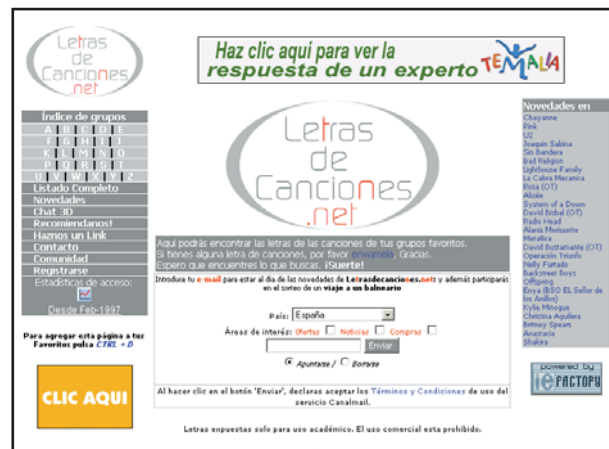 Letras
de
Canciones
.net
Haz clic aquí para ver la
respuesta de un experto
TEMALIA
Índice de grupos
A B C D E
F G H I J
K L M N O
P Q R S T
U V W X Y Z
Listado Completo
Novedades
Chat 3D
Recomiendanos!
Haznos un Link
Contacto
Comunidad
Registrarse
Estadísticas de acceso:
Desde Feb-1997
Para agregar esta página a tus
Favoritos pulsa CTRL + D
CLIC AQUI
Letras
de
Canciones
.net
Aquí podrás encontrar las letras de las canciones de tus grupos favoritos.
Si tienes alguna letra de canciones, por favor envíamela, Gracias.
Espero que encuentres lo que buscas. ¡Suerte!
Introduce tu e-mail para estar al dia de las novedades de Letrasdecanciones.net y además participarás
en el sorteo de un viaje a un balneario
País: España
Áreas de interés: Ofertas Noticias Compras
Enviar
Apuntarse / Borrarse
Al hacer clic en el botón 'Enviar', declaras aceptar los Términos y Condiciones de uso del
servicio Canalmail.
Letras expuestas solo para uso académico. El uso comercial esta prohibido.
Novedades en
Chayanne
Pink
U2
Joaquin Sabina
Sin Bandera
Bad Religion
Lighthouse Family
La Cabra Mecanica
Rosa (OT)
Alizée
System of a Down
David Bisbal (OT)
Radio Head
Alanis Morissette
Metallica
David Bustamante (OT)
Operación Triunfo
Nelly Furtado
Backstreet Boys
Offspring
Enya (BSO EL Señor de
los Anillos)
Kylie Minogue
Christina Aguilera
Britney Speart
Anastacia
Shakira
powered by
ie FACTORY